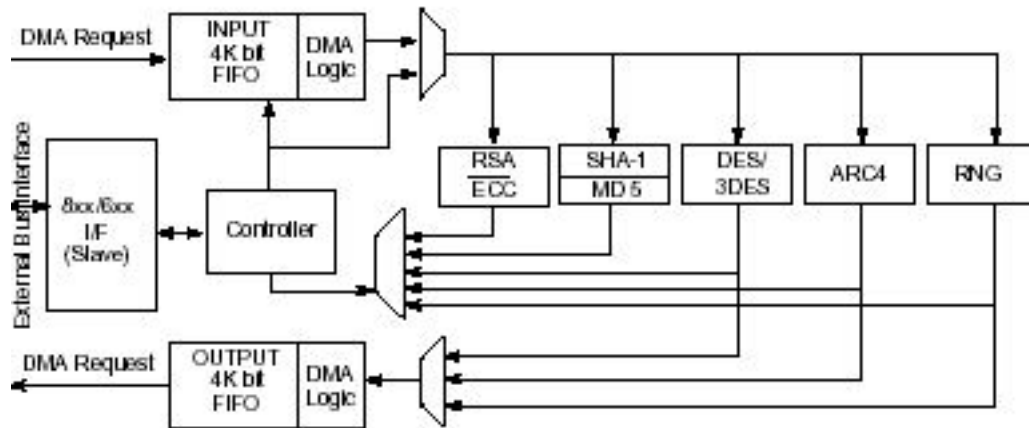 DMA Request
INPUT
4K bit
FIFO
DMA
Logic
External Bus Interface
8xx/6xx
I/F
(Slave)
Controller
RSA
ECC
SHA-1
MD5
DES/
3DES
ARC4
RNG
DMA Request
OUTPUT
4K bit
FIFO
DMA
Logic